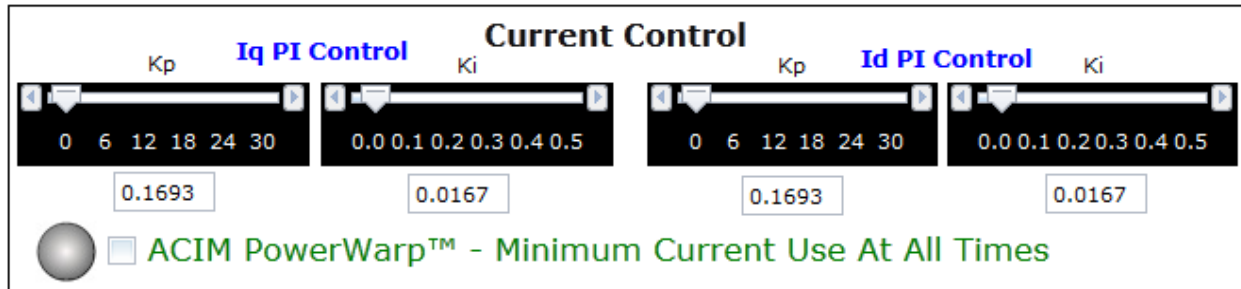 Current Control
Iq PI Control
Id PI Control
Kp
Ki
Kp
Ki
0 6 12 18 24 30
0.0 0.1 0.2 0.3 0.4 0.5
0 6 12 18 24 30
0.0 0.1 0.2 0.3 0.4 0.5
0.1693
0.0167
0.1693
0.0167
ACIM PowerWarp™ - Minimum Current Use At All Times